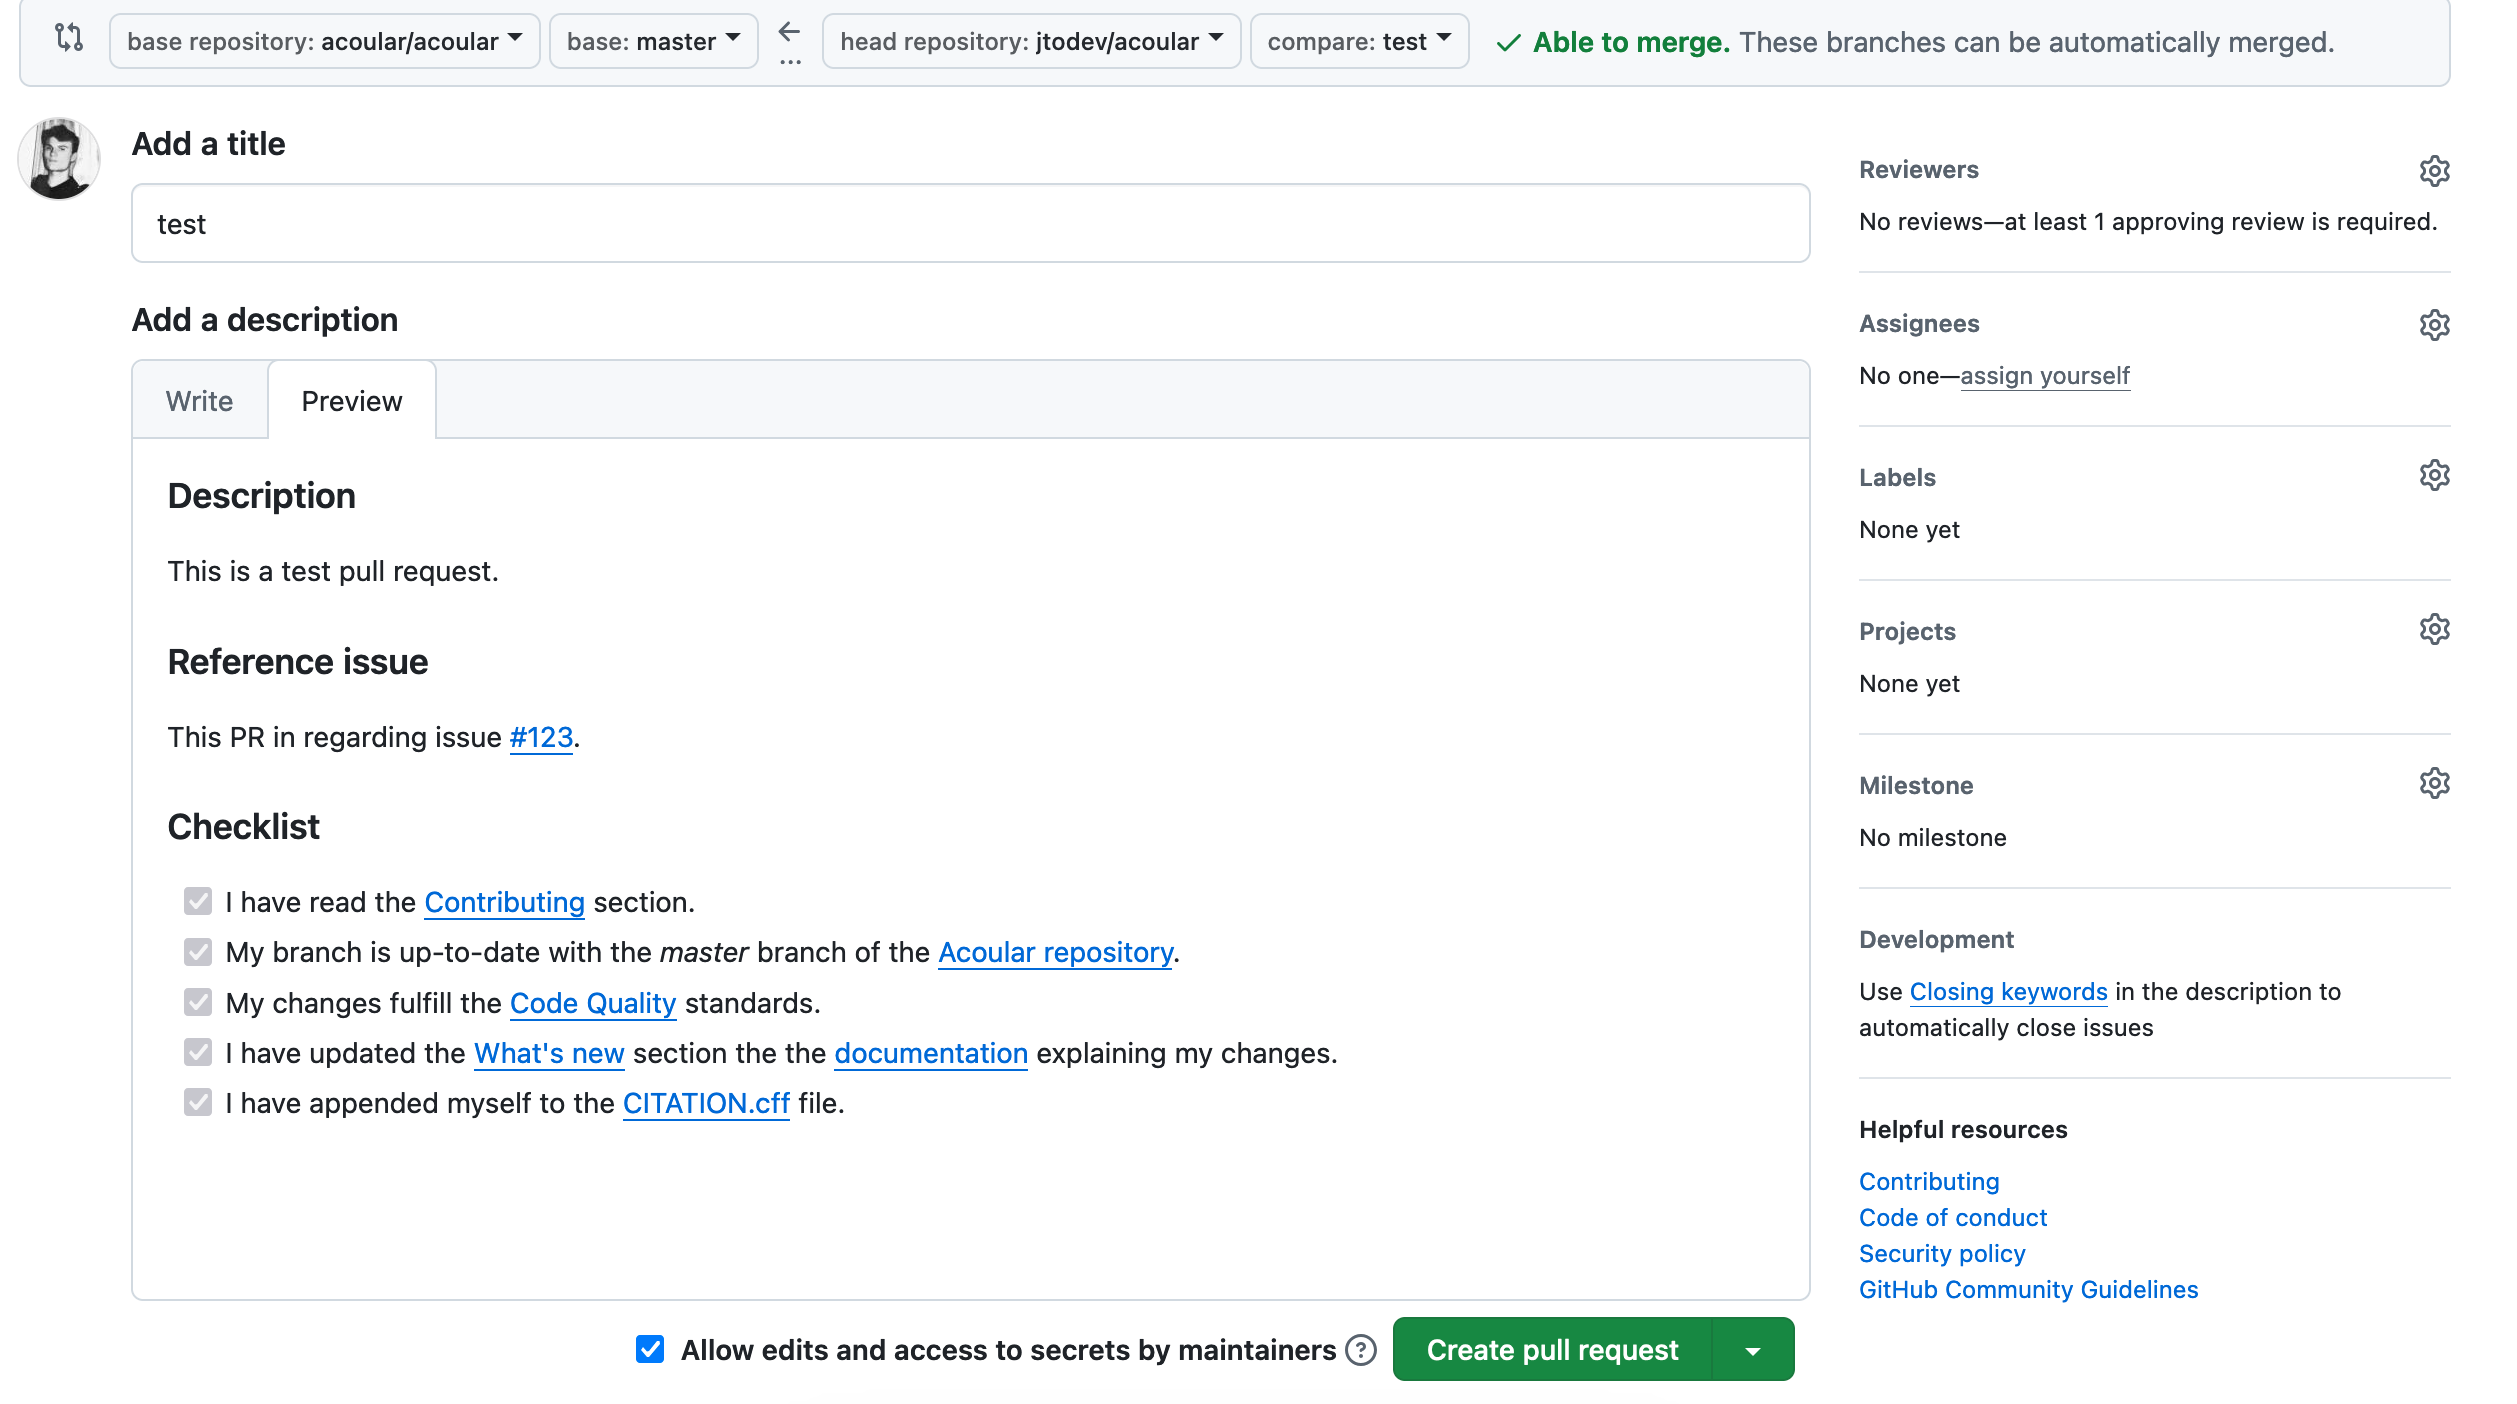 base repository: acoular/acoular base: master ← ... head repository: jtodev/acoular compare: test ✓ Able to merge. These branches can be automatically merged.
Add a title
test
Add a description
Write Preview
Description
This is a test pull request.
Reference issue
This PR in regarding issue #123.
Checklist
I have read the Contributing section.
My branch is up-to-date with the master branch of the Acoular repository.
My changes fulfill the Code Quality standards.
I have updated the What's new section the the documentation explaining my changes.
I have appended myself to the CITATION.cff file.
Allow edits and access to secrets by maintainers ? Create pull request
Reviewers
No reviews—at least 1 approving review is required.
Assignees
No one—assign yourself
Labels
None yet
Projects
None yet
Milestone
No milestone
Development
Use Closing keywords in the description to
automatically close issues
Helpful resources
Contributing
Code of conduct
Security policy
GitHub Community Guidelines